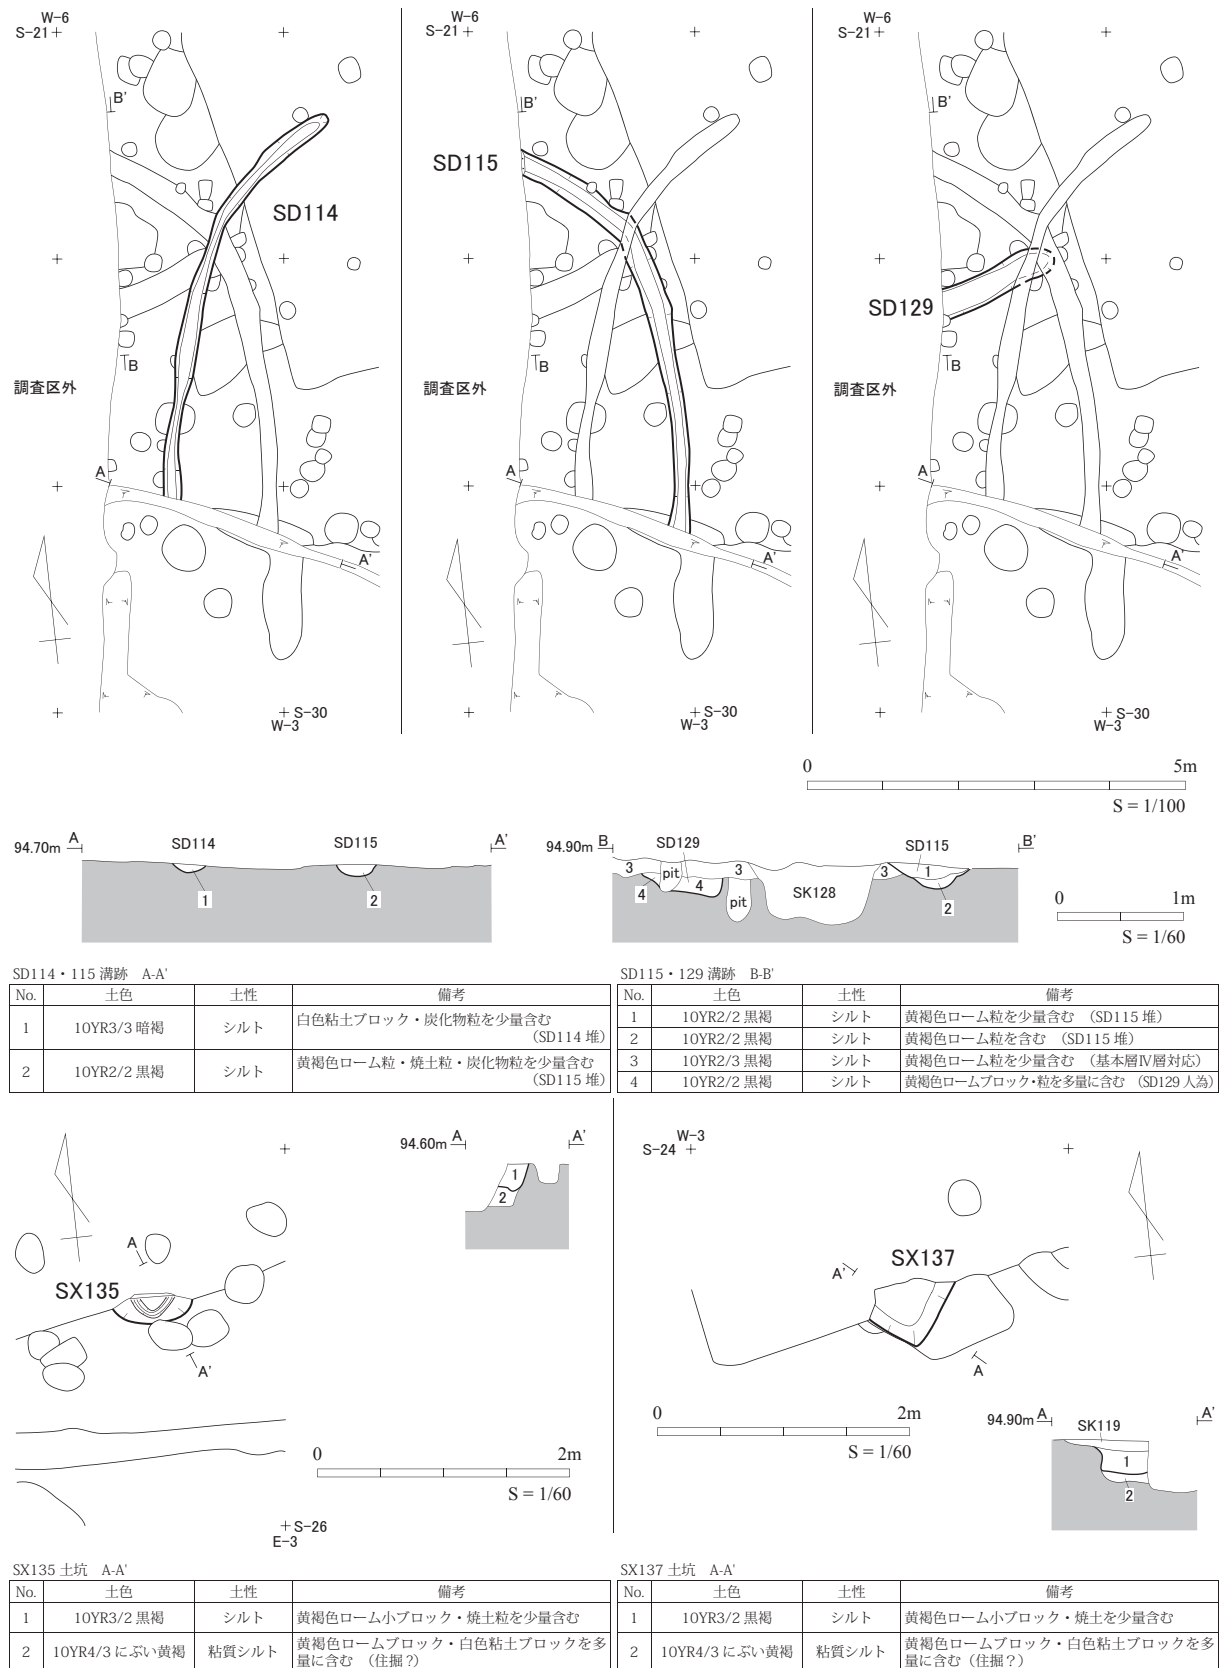 W-6
S-21
B'
SD114
B
調査区外
A
A'
S-30
W-3
W-6
S-21
B'
SD115
B
調査区外
A
A'
S-30
W-3
W-6
S-21
B'
SD129
B
調査区外
A
A'
S-30
W-3
0 5m
S = 1/100
94.70m A SD114 SD115 A'
1 2
94.90m B SD129 SD115 B'
3 pit 4 3 SK128 3 1
4 pit 2
0 1m
S = 1/60
SD114・115 溝跡 A-A'
No. 土色 土性 備考
1 10YR3/3 暗褐 シルト 白色粘土ブロック・炭化物粒を少量含む
(SD114 堆)
2 10YR2/2 黒褐 シルト 黄褐色ローム粒・焼土粒・炭化物粒を少量含む
(SD115 堆)
SD115・129 溝跡 B-B'
No. 土色 土性 備考
1 10YR2/2 黒褐 シルト 黄褐色ローム粒を少量含む (SD115 堆)
2 10YR2/2 黒褐 シルト 黄褐色ローム粒を含む (SD115 堆)
3 10YR2/3 黒褐 シルト 黄褐色ローム粒を少量含む (基本層Ⅳ層対応)
4 10YR2/2 黒褐 シルト 黄褐色ロームブロック・粒を多量に含む (SD129 人為)
94.60m A A'
1
2
A
SX135
A'
0 2m
S = 1/60
S-26
E-3
W-3
S-24
SX137
A'
A
0 2m
S = 1/60
94.90m A SK119 A'
1
2
SX135 土坑 A-A'
No. 土色 土性 備考
1 10YR3/2 黒褐 シルト 黄褐色ローム小ブロック・焼土粒を少量含む
2 10YR4/3 にぶい黄褐 粘質シルト 黄褐色ロームブロック・白色粘土ブロックを多
量に含む (住掘?)
SX137 土坑 A-A'
No. 土色 土性 備考
1 10YR3/2 黒褐 シルト 黄褐色ローム小ブロック・焼土を少量含む
2 10YR4/3 にぶい黄褐 粘質シルト 黄褐色ロームブロック・白色粘土ブロックを多
量に含む (住掘?)